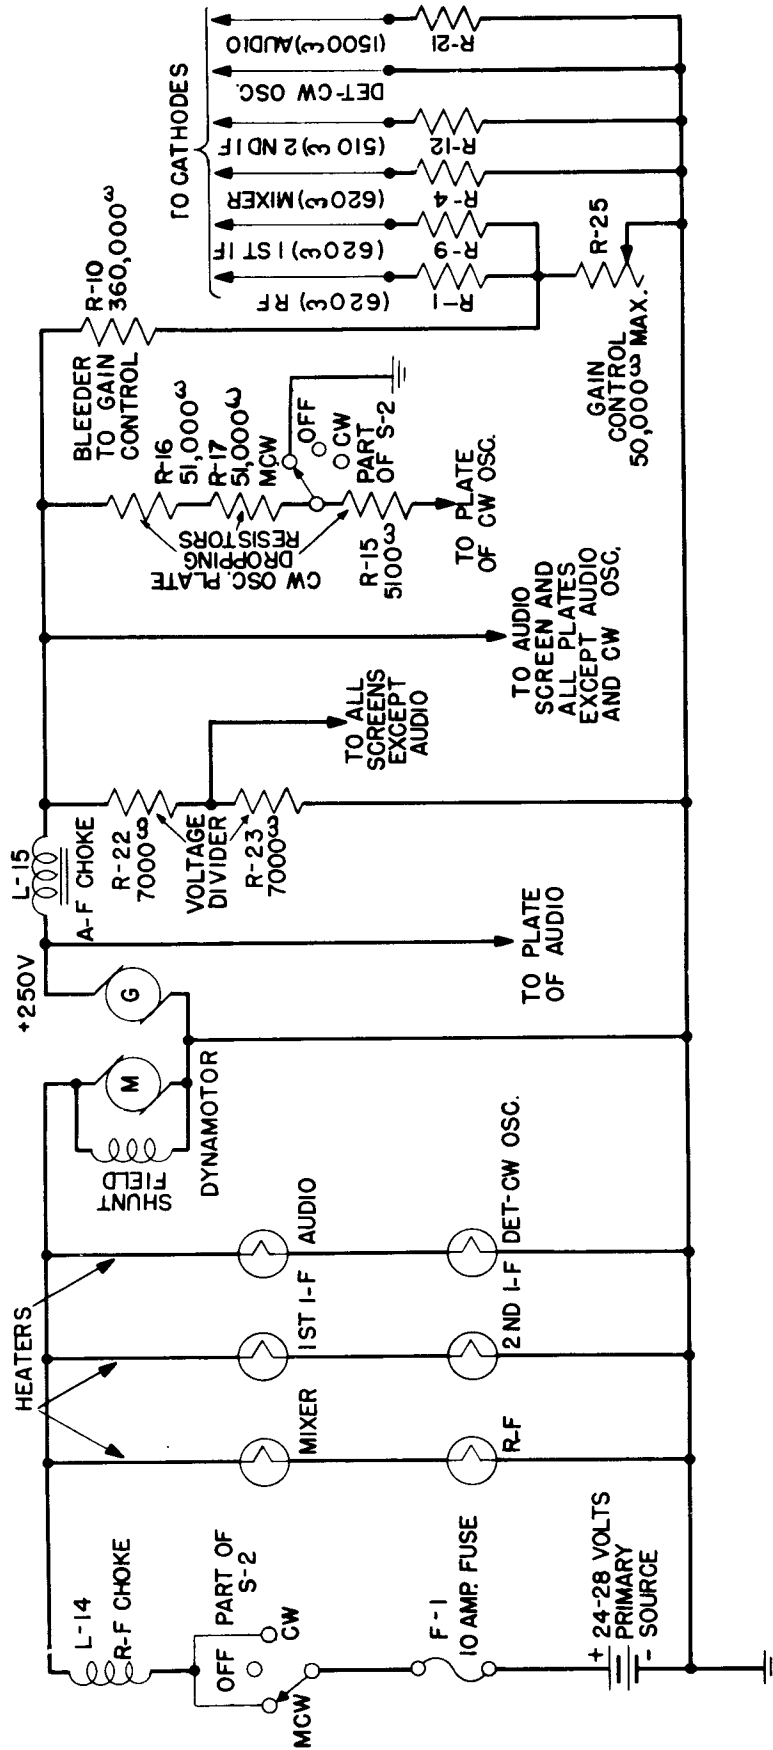 L-14
R-F CHOKE
PART OF
S-2
OFF
CW
MCW
F-1
10 AMP. FUSE
+ 24-28 VOLTS
PRIMARY
- SOURCE
HEATERS
MIXER
R-F
1ST I-F
2ND I-F
AUDIO
DET-CW OSC.
SHUNT
FIELD
M
G
DYNAMOTOR
+250V
L-15
A-F CHOKE
TO PLATE
OF AUDIO
R-22
7000ω
VOLTAGE
DIVIDER
R-23
7000ω
TO ALL
SCREENS
EXCEPT
AUDIO
TO AUDIO
SCREEN AND
ALL PLATES
EXCEPT AUDIO
AND CW OSC.
CW OSC. PLATE
DROPPING
RESISTORS
R-16
51,000ω
R-17
51,000ω
MCW
OFF
CW
PART
OF S-2
R-15
5100ω
TO PLATE
OF CW OSC.
BLEEDER
TO GAIN
CONTROL
R-10
360,000ω
TO CATHODES
(620ω) RF
(620ω) 1ST IF
(620ω) MIXER
(510ω) 2ND IF
DET-CW OSC.
(1500ω) AUDIO
R-1
R-9
R-4
R-12
R-21
R-25
GAIN
CONTROL
50,000ω MAX.